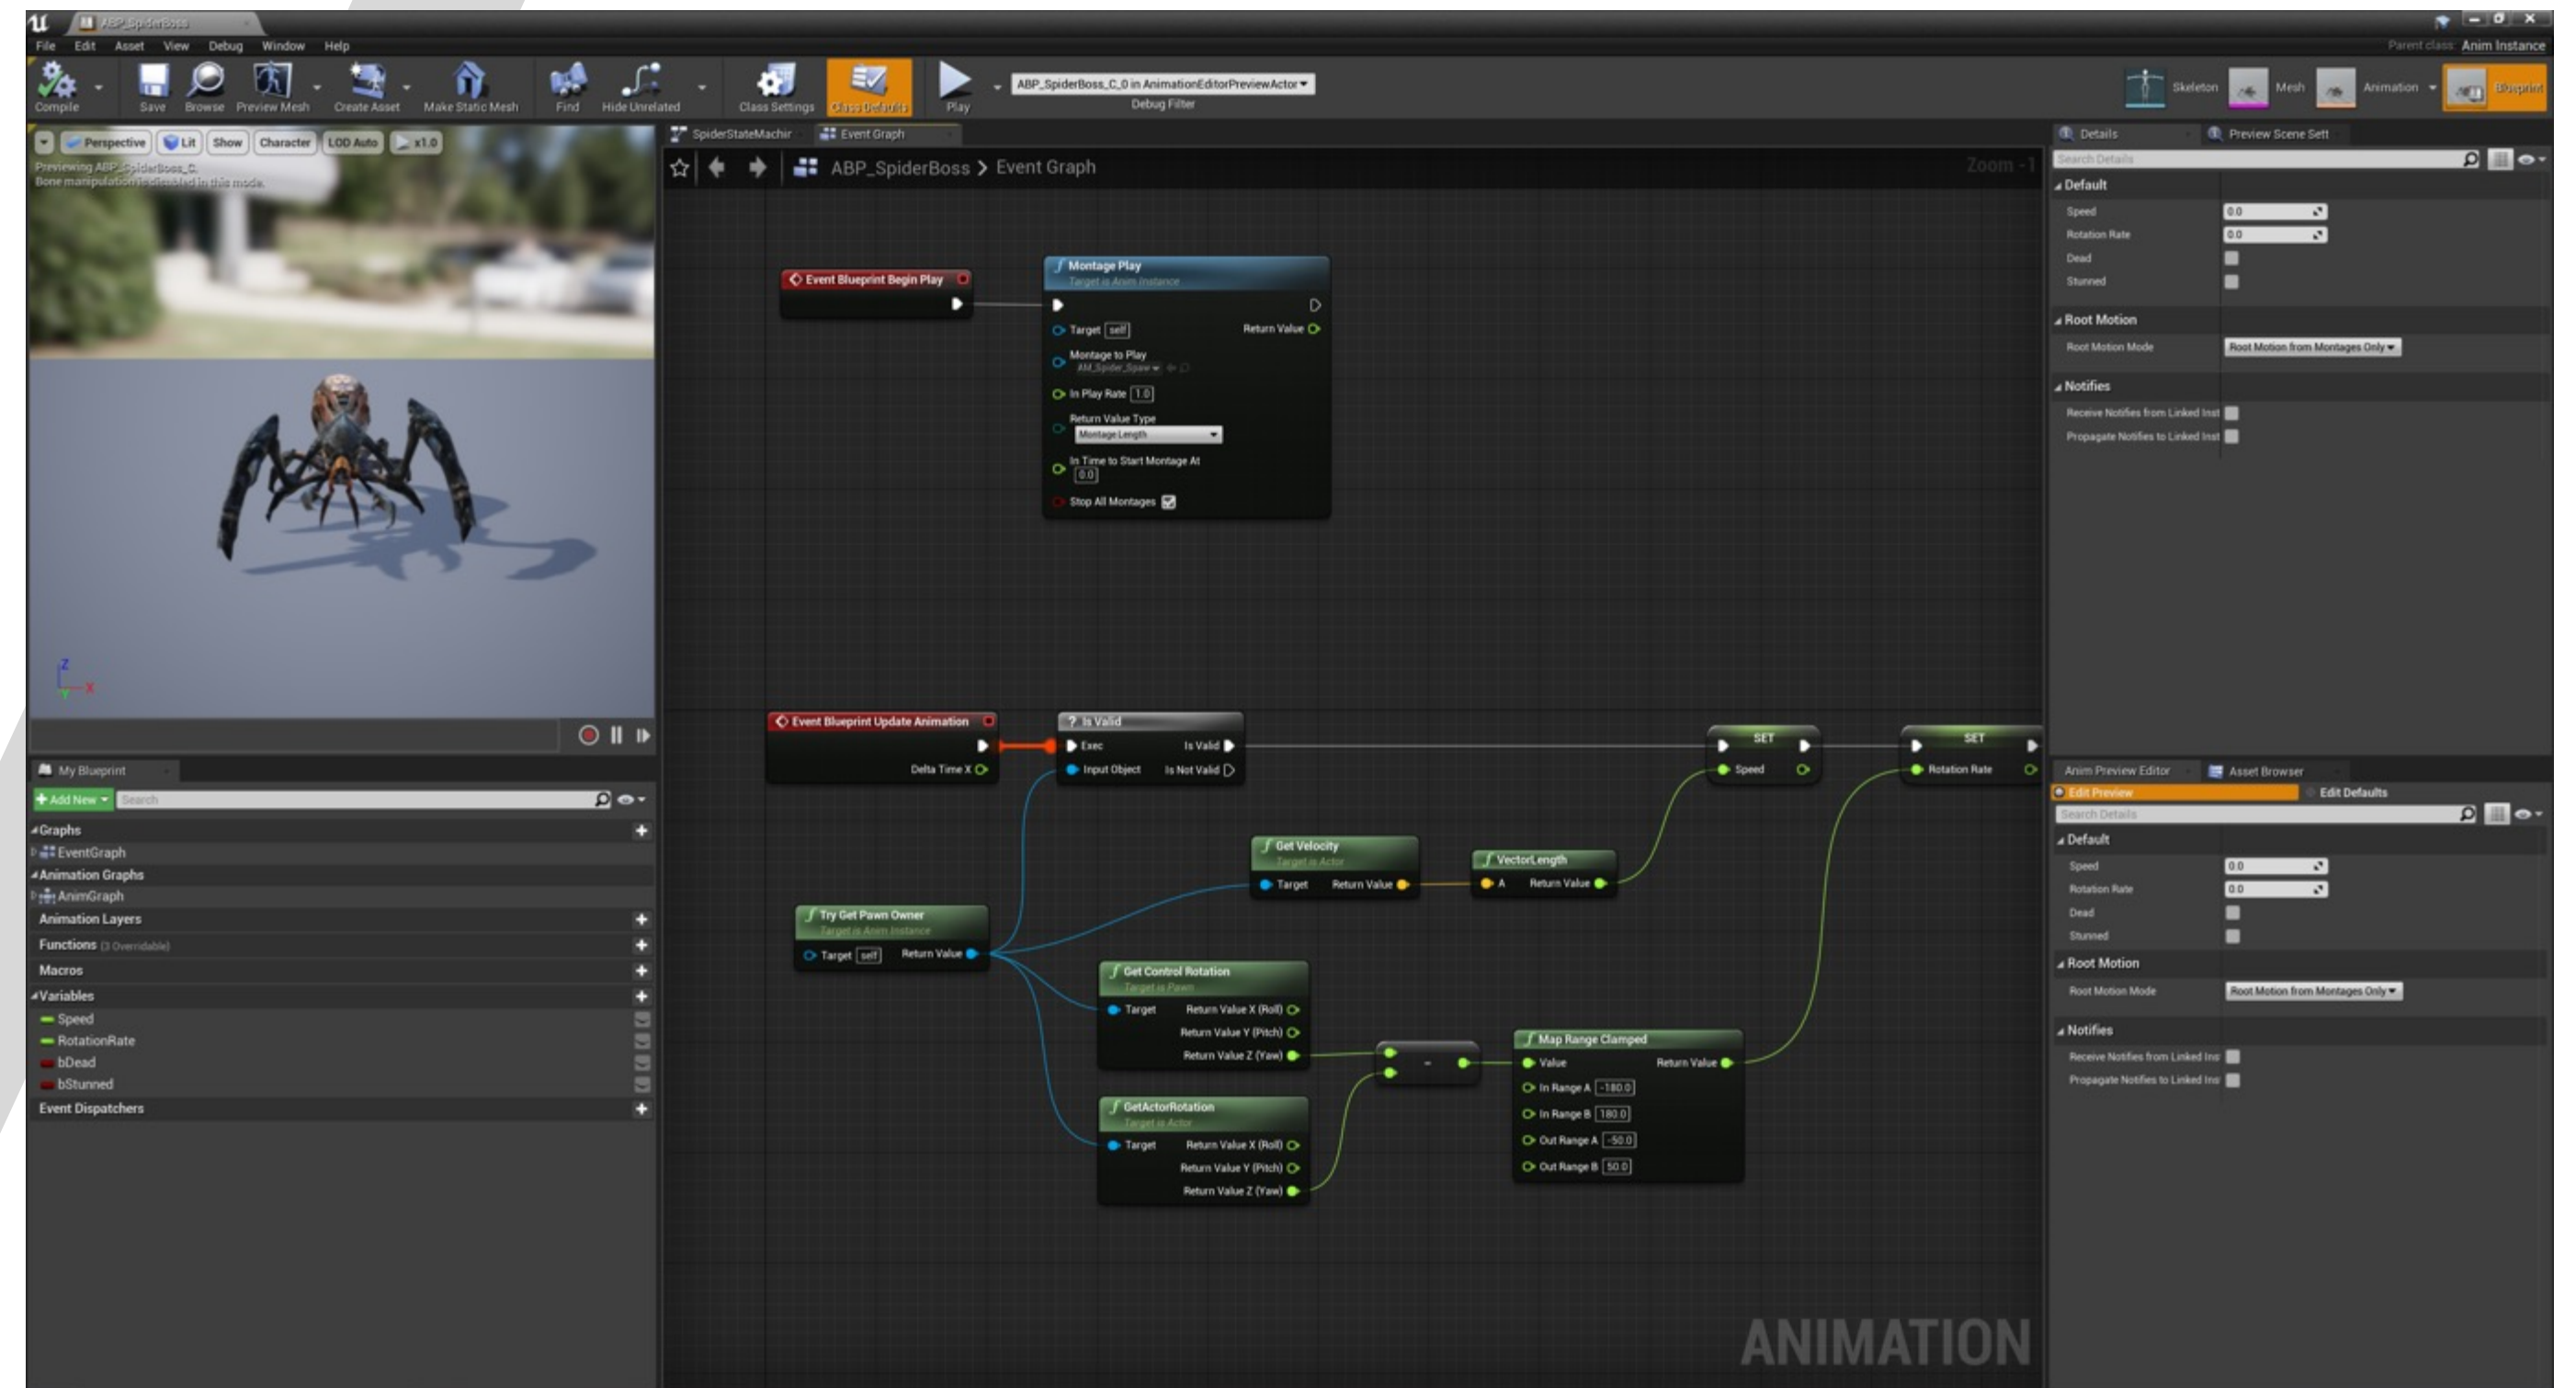 ABP_SpiderBoss
File Edit Asset View Debug Window Help
Parent class: Anim Instance
Compile Save Browse Preview Mesh Create Asset Make Static Mesh Find Hide Unrelated Class Settings Class Defaults Play
ABP_SpiderBoss_C_0 in AnimationEditorPreviewActor
Debug Filter
Skeleton Mesh Animation Blueprint
Perspective Lit Show Character LOD Auto x1.0
Previewing ABP_SpiderBoss_C.
Bone manipulation is disabled in this mode.
Z
Y X
My Blueprint
Add New Search
Graphs
EventGraph
Animation Graphs
AnimGraph
Animation Layers
Functions (3 Overridable)
Macros
Variables
Speed
RotationRate
bDead
bStunned
Event Dispatchers
SpiderStateMachir Event Graph
ABP_SpiderBoss > Event Graph
Zoom -1
Event Blueprint Begin Play
Montage Play
Target is Anim Instance
Target self Return Value
Montage to Play
AM_Spider_Spaw
In Play Rate 1.0
Return Value Type
Montage Length
In Time to Start Montage At
0.0
Stop All Montages
Event Blueprint Update Animation
Delta Time X
? Is Valid
Exec Is Valid
Input Object Is Not Valid
SET
Speed
SET
Rotation Rate
f Get Velocity
Target is Actor
Target Return Value
f VectorLength
A Return Value
f Try Get Pawn Owner
Target is Anim Instance
Target self Return Value
f Get Control Rotation
Target is Pawn
Target Return Value X (Roll)
Return Value Y (Pitch)
Return Value Z (Yaw)
-
f Map Range Clamped
Value Return Value
In Range A -180.0
In Range B 180.0
Out Range A -50.0
Out Range B 50.0
f GetActorRotation
Target is Actor
Target Return Value X (Roll)
Return Value Y (Pitch)
Return Value Z (Yaw)
ANIMATION
Details Preview Scene Sett
Search Details
Default
Speed 0.0
Rotation Rate 0.0
Dead
Stunned
Root Motion
Root Motion Mode Root Motion from Montages Only
Notifies
Receive Notifies from Linked Inst
Propagate Notifies to Linked Inst
Anim Preview Editor Asset Browser
Edit Preview Edit Defaults
Search Details
Default
Speed 0.0
Rotation Rate 0.0
Dead
Stunned
Root Motion
Root Motion Mode Root Motion from Montages Only
Notifies
Receive Notifies from Linked Ins
Propagate Notifies to Linked Ins